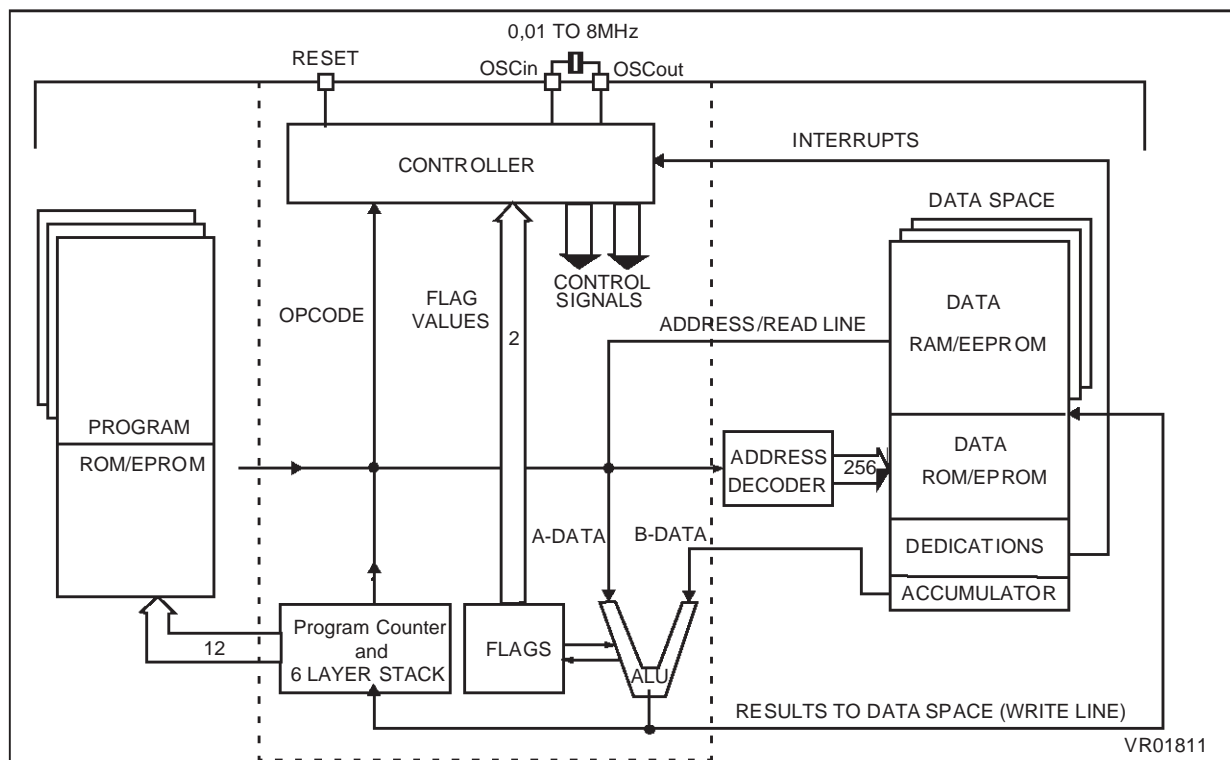 0,01 TO 8MHz
RESET
OSCin
OSCout
INTERRUPTS
CONTROLLER
DATA SPACE
CONTROL
SIGNALS
OPCODE
FLAG
VALUES
2
ADDRESS/READ LINE
DATA
RAM/EEPROM
PROGRAM
ROM/EPROM
ADDRESS
DECODER
256
DATA
ROM/EPROM
A-DATA
B-DATA
DEDICATIONS
ACCUMULATOR
12
Program Counter
and
6 LAYER STACK
FLAGS
ALU
RESULTS TO DATA SPACE (WRITE LINE)
VR01811